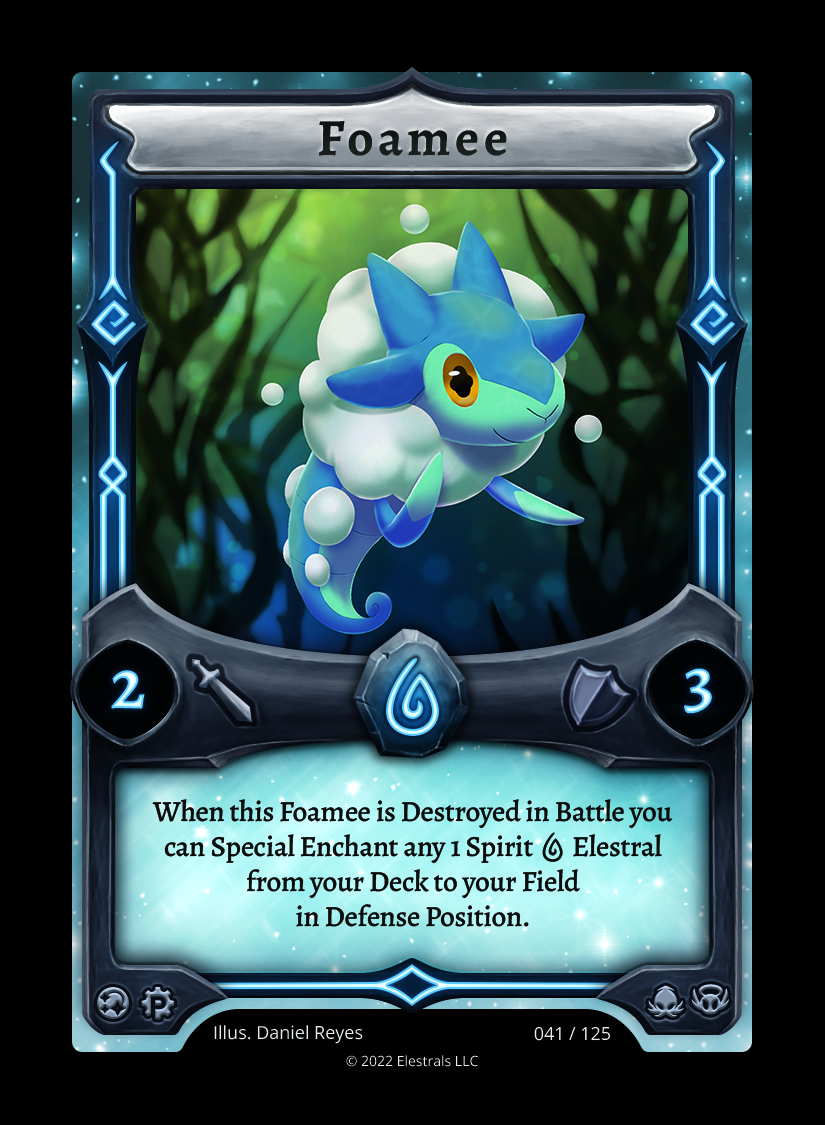 Foamee
2
3
When this Foamee is Destroyed in Battle you
can Special Enchant any 1 Spirit Elestral
from your Deck to your Field
in Defense Position.
P
Illus. Daniel Reyes 041 / 125
© 2022 Elestrals LLC